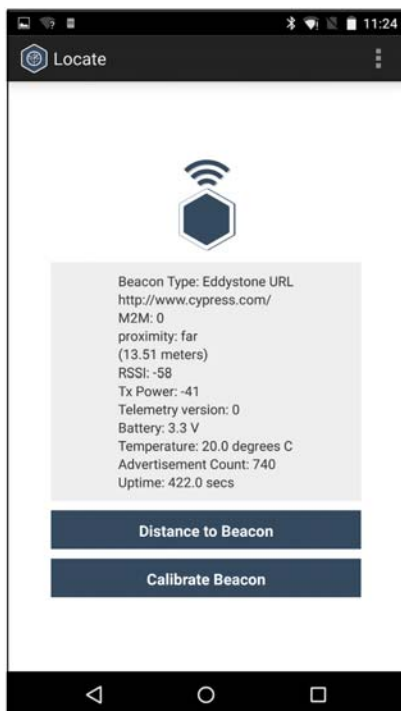 11:24
Locate
Beacon Type: Eddystone URL
http://www.cypress.com/
M2M: 0
proximity: far
(13.51 meters)
RSSI: -58
Tx Power: -41
Telemetry version: 0
Battery: 3.3 V
Temperature: 20.0 degrees C
Advertisement Count: 740
Uptime: 422.0 secs
Distance to Beacon
Calibrate Beacon